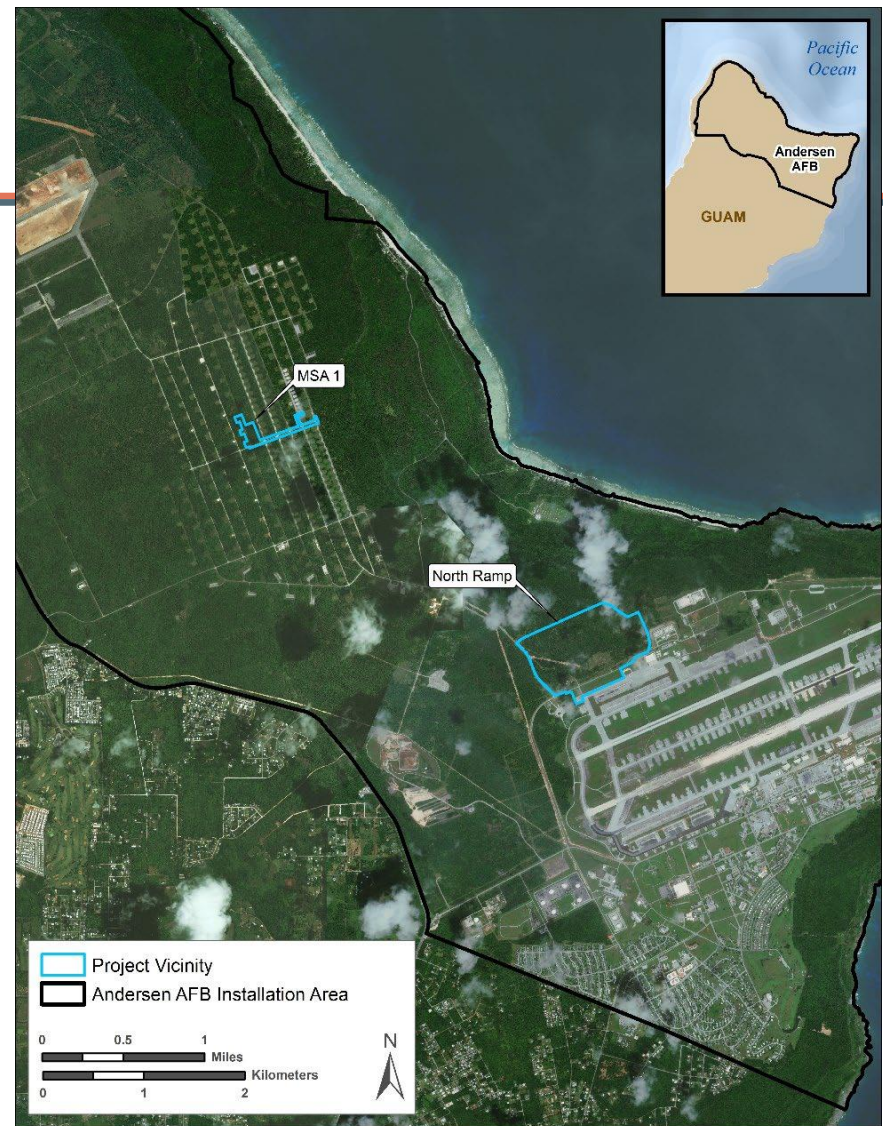 Pacific
Ocean
Andersen
AFB
GUAM
MSA 1
North Ramp
Project Vicinity
Andersen AFB Installation Area
0 0.5 1
Miles
Kilometers
0 1 2
N